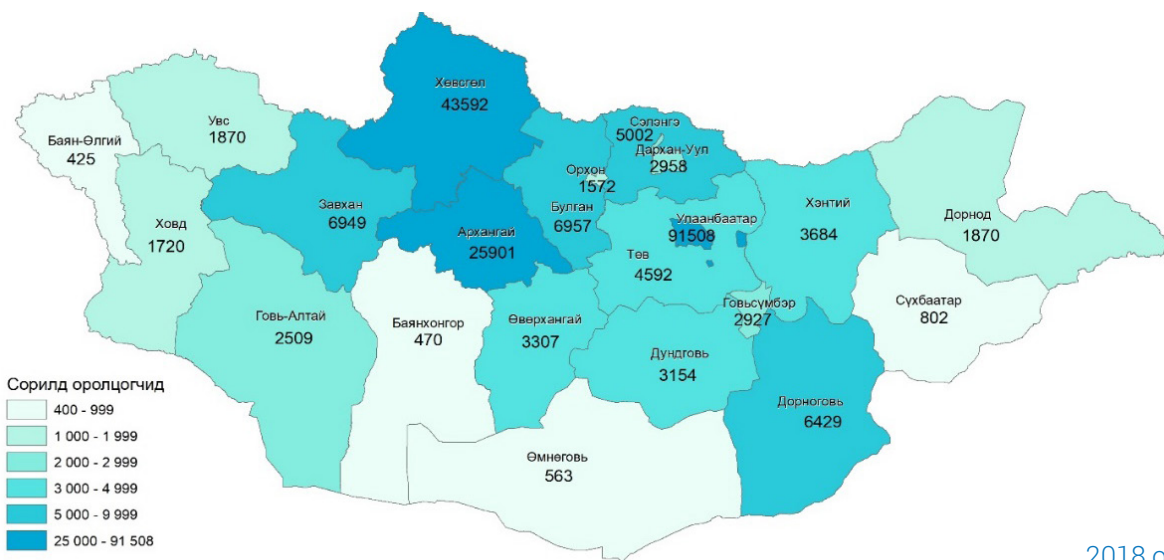 Хөвсгөл
43592
Увс
1870
Баян-Өлгий
425
Сэлэнгэ
5002
Дархан-Уул
2958
Орхон
1572
Ховд
1720
Завхан
6949
Булган
6957
Архангай
25901
Улаанбаатар
91508
Хэнтий
3684
Дорнод
1870
Төв
4592
Говь-Алтай
2509
Баянхонгор
470
Өвөрхангай
3307
Говьсүмбэр
2927
Сүхбаатар
802
Дундговь
3154
Дорноговь
6429
Өмнөговь
563
Сорилд оролцогчид
400 - 999
1 000 - 1 999
2 000 - 2 999
3 000 - 4 999
5 000 - 9 999
25 000 - 91 508
2018